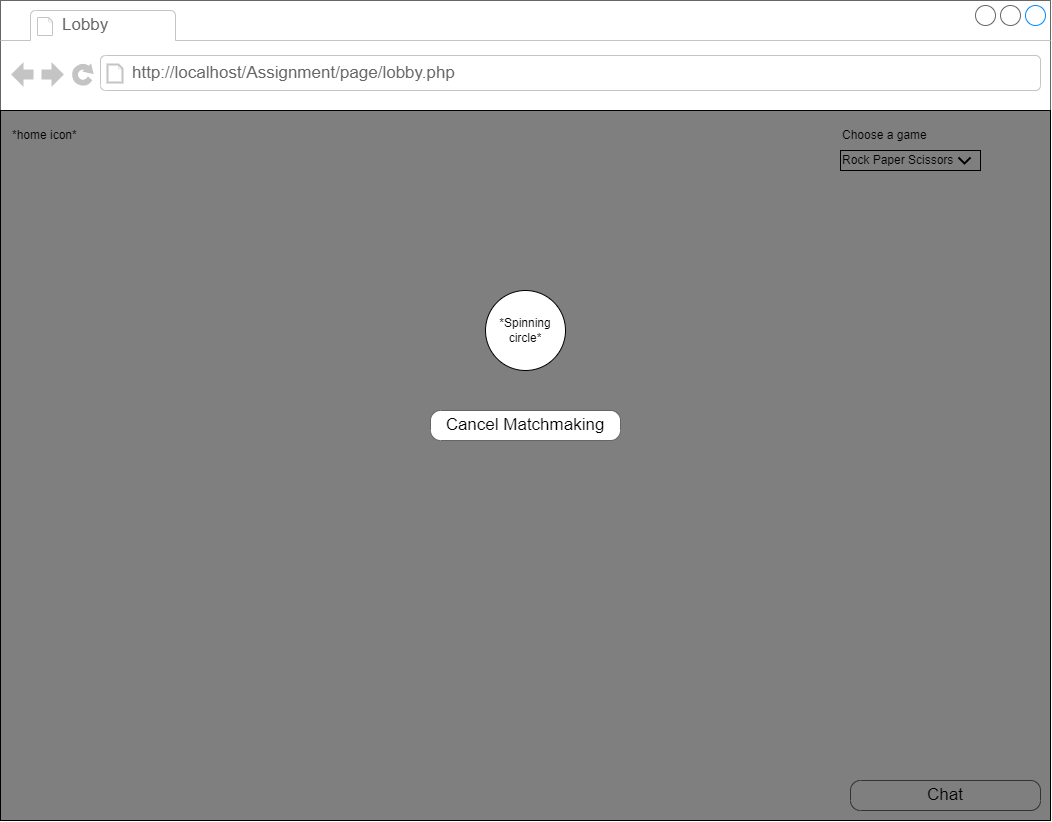 Lobby
http://localhost/Assignment/page/lobby.php
*home icon*
Choose a game
Rock Paper Scissors
*Spinning
circle*
Cancel Matchmaking
Chat